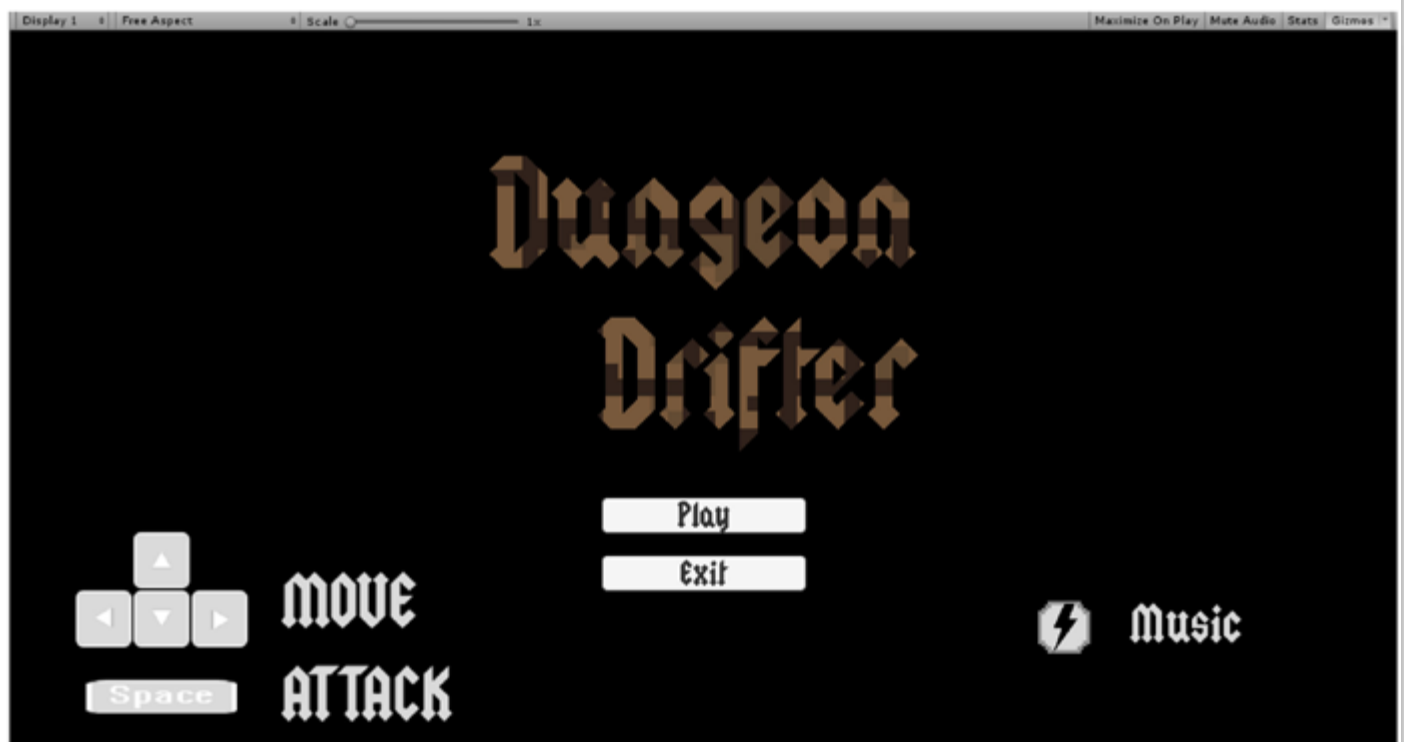 Display 1 Free Aspect Scale 1x Maximize On Play Mute Audio Stats Gizmos
Dungeon
Drifter
Play
Exit
MOVE
Music
Space ATTACK